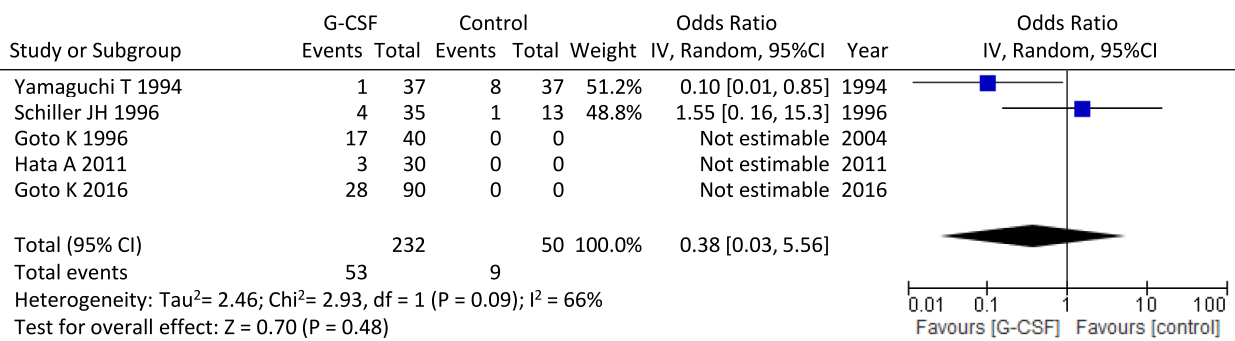 G-CSF Control Odds Ratio Odds Ratio
Study or Subgroup Events Total Events Total Weight IV, Random, 95%CI Year IV, Random, 95%CI
Yamaguchi T 1994 1 37 8 37 51.2% 0.10 [0.01, 0.85] 1994
Schiller JH 1996 4 35 1 13 48.8% 1.55 [0. 16, 15.3] 1996
Goto K 1996 17 40 0 0 Not estimable 2004
Hata A 2011 3 30 0 0 Not estimable 2011
Goto K 2016 28 90 0 0 Not estimable 2016
Total (95% CI) 232 50 100.0% 0.38 [0.03, 5.56]
Total events 53 9
Heterogeneity: Tau²= 2.46; Chi²= 2.93, df = 1 (P = 0.09); I² = 66%
Test for overall effect: Z = 0.70 (P = 0.48)
0.01 0.1 1 10 100
Favours [G-CSF] Favours [control]